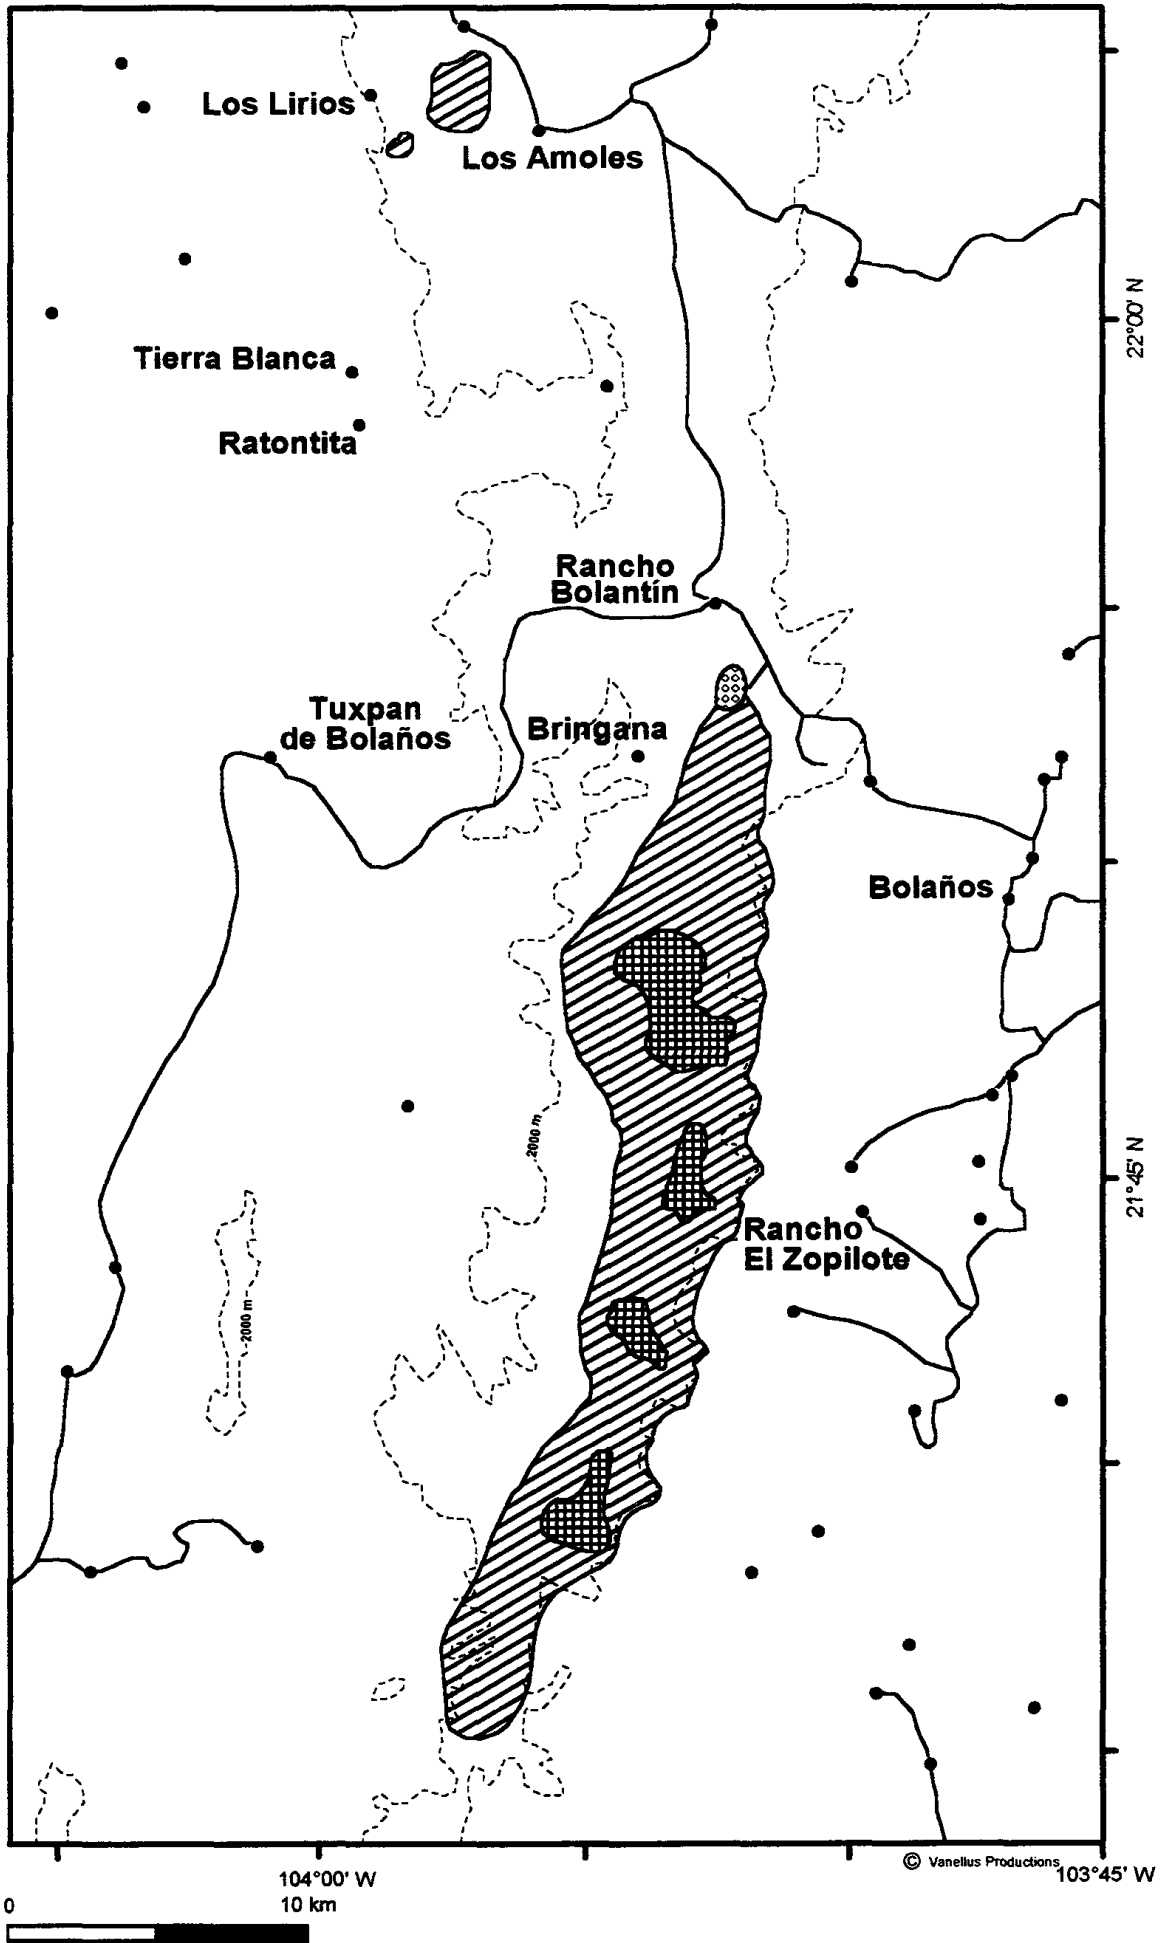 Los Lirios
Los Amoles
22°00' N
Tierra Blanca
Ratontita
Rancho
Bolantín
Tuxpan
de Bolaños
Bringana
Bolaños
2000 m
21°45' N
Rancho
El Zopilote
2000 m
© Vanellus Productions
104°00' W
103°45' W
0
10 km